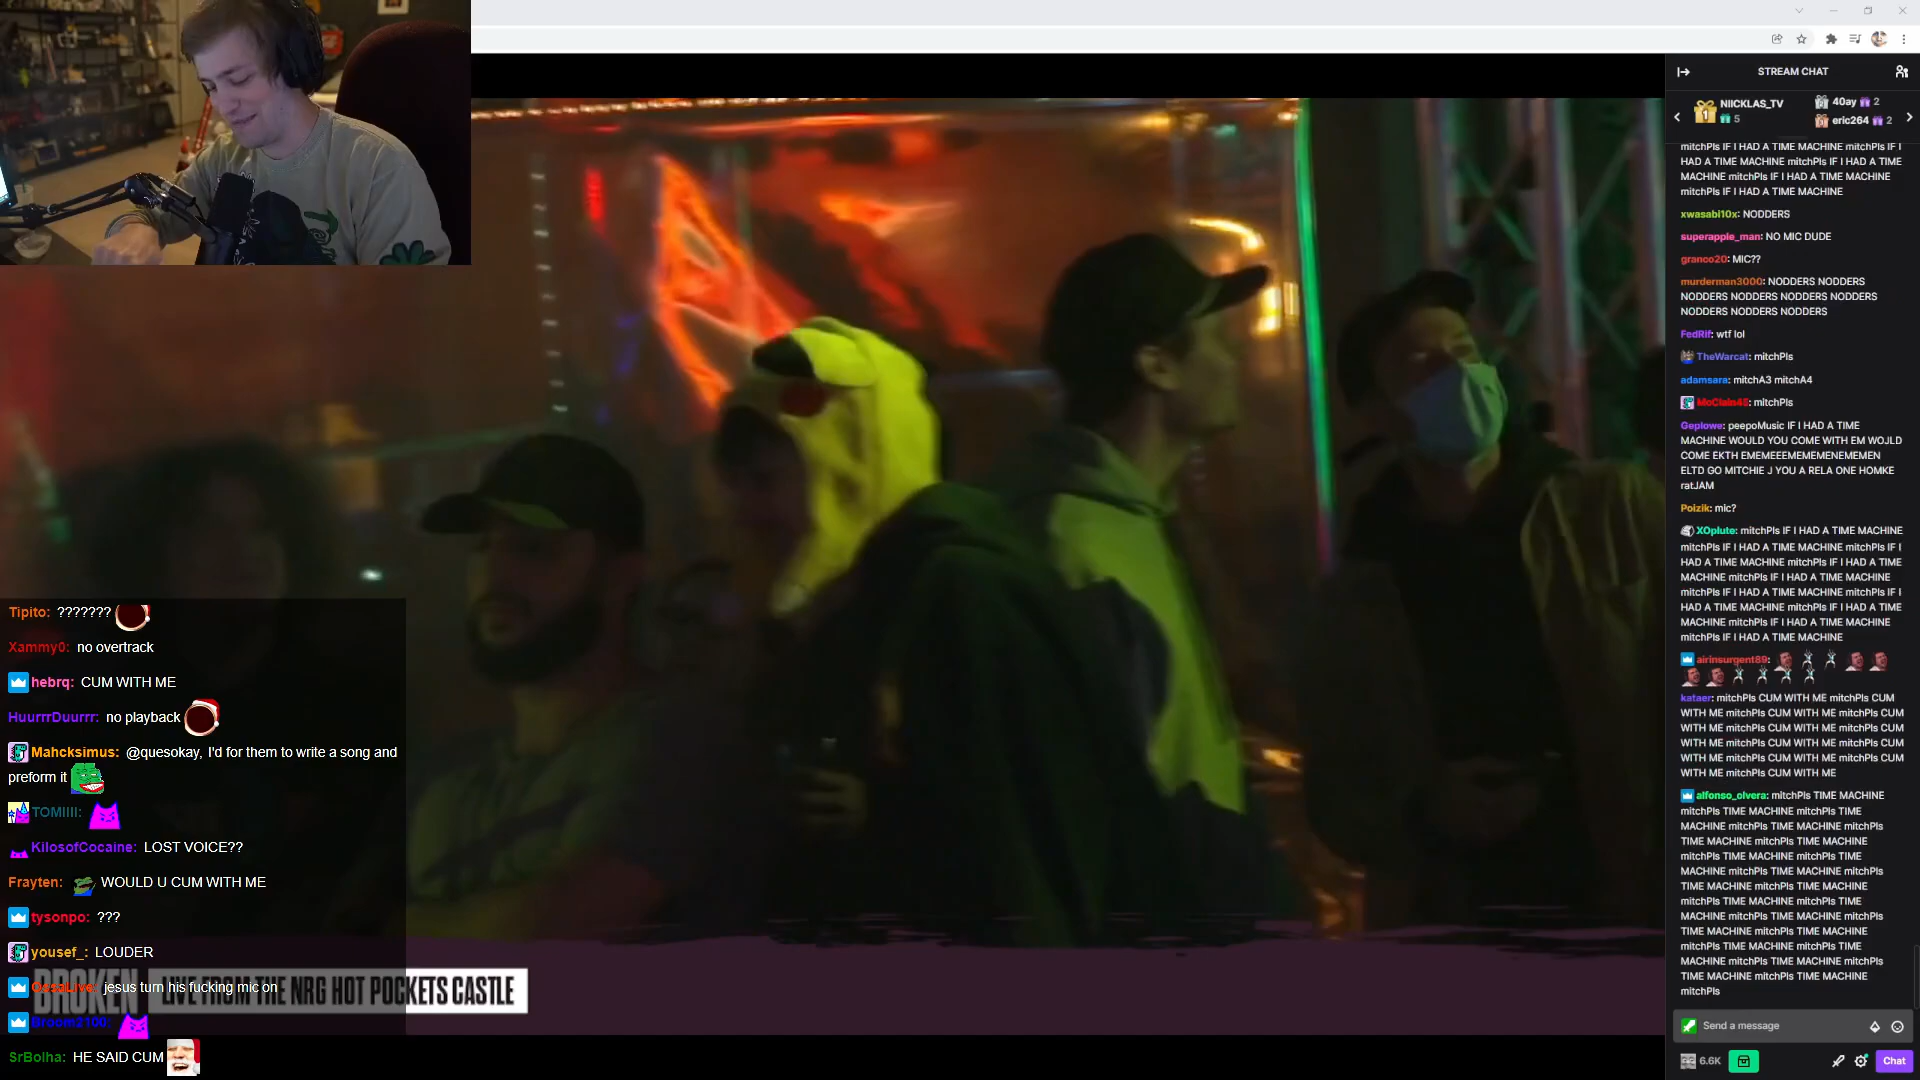 STREAM CHAT
NIICKLAS_TV
5
40ay 2
eric264 2
mitchPls IF I HAD A TIME MACHINE mitchPls IF I
HAD A TIME MACHINE mitchPls IF I HAD A TIME
MACHINE mitchPls IF I HAD A TIME MACHINE
mitchPls IF I HAD A TIME MACHINE
xwasabi10x: NODDERS
superapple_man: NO MIC DUDE
granco20: MIC??
murderman3000: NODDERS NODDERS
NODDERS NODDERS NODDERS NODDERS
NODDERS NODDERS NODDERS
FedRif: wtf lol
TheWarcat: mitchPls
adamsara: mitchA3 mitchA4
McClain45: mitchPls
Geplowe: peepoMusic IF I HAD A TIME
MACHINE WOULD YOU COME WITH EM WOJLD
COME EKTH EMEMEEEMEMEMENEMEMEN
ELTD GO MITCHIE J YOU A RELA ONE HOMKE
ratJAM
Poizik: mic?
XOplute: mitchPls IF I HAD A TIME MACHINE
mitchPls IF I HAD A TIME MACHINE mitchPls IF I
HAD A TIME MACHINE mitchPls IF I HAD A TIME
MACHINE mitchPls IF I HAD A TIME MACHINE
mitchPls IF I HAD A TIME MACHINE mitchPls IF I
HAD A TIME MACHINE mitchPls IF I HAD A TIME
MACHINE mitchPls IF I HAD A TIME MACHINE
mitchPls IF I HAD A TIME MACHINE
airinsurgent89:
kataer: mitchPls CUM WITH ME mitchPls CUM
WITH ME mitchPls CUM WITH ME mitchPls CUM
WITH ME mitchPls CUM WITH ME mitchPls CUM
WITH ME mitchPls CUM WITH ME mitchPls CUM
WITH ME mitchPls CUM WITH ME mitchPls CUM
WITH ME mitchPls CUM WITH ME
alfonso_olvera: mitchPls TIME MACHINE
mitchPls TIME MACHINE mitchPls TIME
MACHINE mitchPls TIME MACHINE mitchPls
TIME MACHINE mitchPls TIME MACHINE
mitchPls TIME MACHINE mitchPls TIME
MACHINE mitchPls TIME MACHINE mitchPls
TIME MACHINE mitchPls TIME MACHINE
mitchPls TIME MACHINE mitchPls TIME
MACHINE mitchPls TIME MACHINE mitchPls
TIME MACHINE mitchPls TIME MACHINE
mitchPls TIME MACHINE mitchPls TIME
MACHINE mitchPls TIME MACHINE mitchPls
TIME MACHINE mitchPls TIME MACHINE
mitchPls
Send a message
6.6K
Chat
Tipito: ???????
Xammy0: no overtrack
hebrq: CUM WITH ME
HuurrrDuurrr: no playback
Mahcksimus: @quesokay, I'd for them to write a song and
preform it
TOMIIII:
KilosofCocaine: LOST VOICE??
Frayten: WOULD U CUM WITH ME
tysonpo: ???
yousef_: LOUDER
jesus turn his fucking mic on
Broom2100:
SrBolha: HE SAID CUM
BROKEN
LIVE FROM THE NRG HOT POCKETS CASTLE